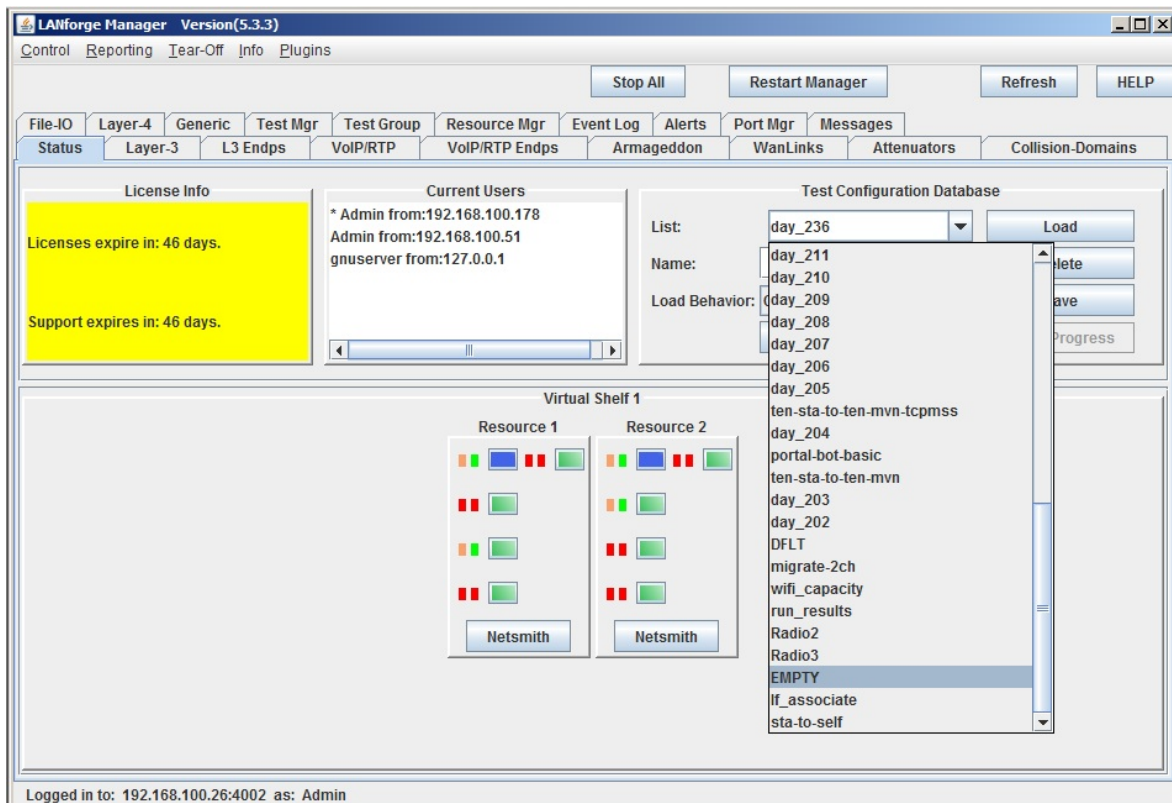 LANforge Manager Version(5.3.3)
Control Reporting Tear-Off Info Plugins
Stop All Restart Manager Refresh HELP
File-IO Layer-4 Generic Test Mgr Test Group Resource Mgr Event Log Alerts Port Mgr Messages
Status Layer-3 L3 Endps VoIP/RTP VoIP/RTP Endps Armageddon WanLinks Attenuators Collision-Domains
License Info
Licenses expire in: 46 days.
Support expires in: 46 days.
Current Users
* Admin from:192.168.100.178
Admin from:192.168.100.51
gnuserver from:127.0.0.1
Test Configuration Database
List: day_236 Load
Name:
Load Behavior:
Progress
day_211
day_210
day_209
day_208
day_207
day_206
day_205
ten-sta-to-ten-mvn-tcpmss
day_204
portal-bot-basic
ten-sta-to-ten-mvn
day_203
day_202
DFLT
migrate-2ch
wifi_capacity
run_results
Radio2
Radio3
EMPTY
lf_associate
sta-to-self
Virtual Shelf 1
Resource 1 Resource 2
Netsmith Netsmith
Logged in to: 192.168.100.26:4002 as: Admin